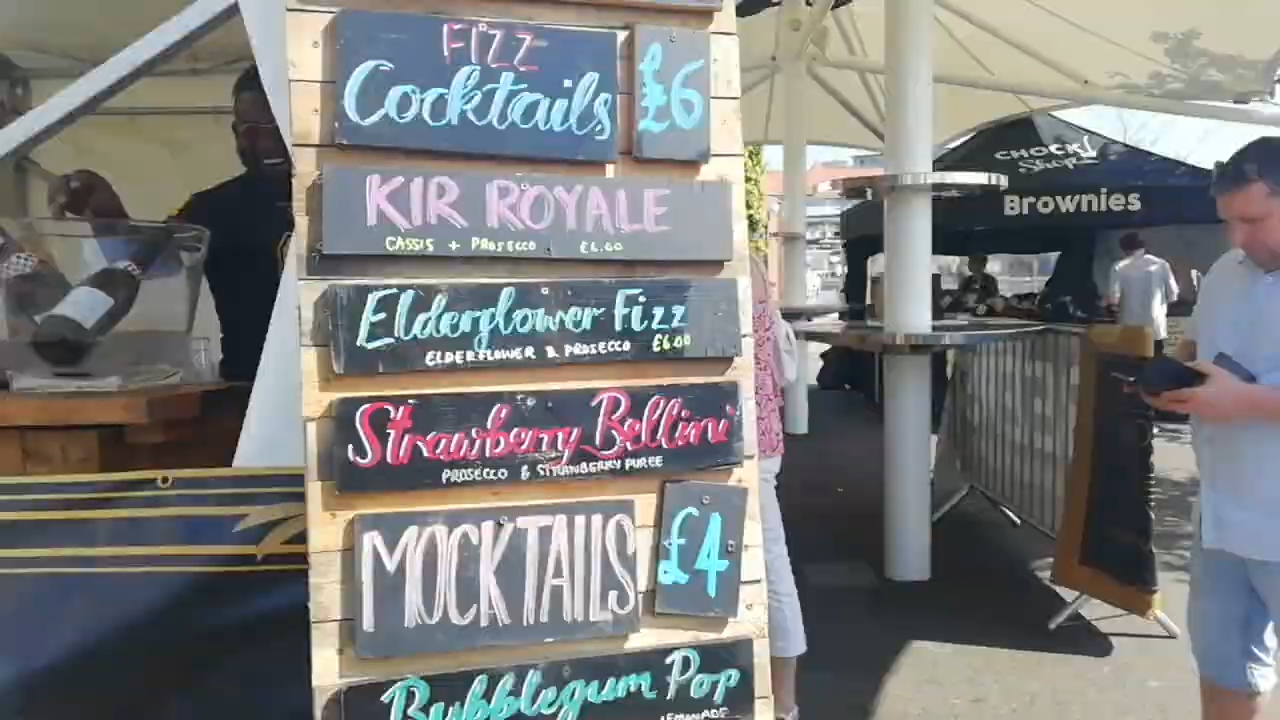 FIZZ
Cocktails £6
KIR ROYALE
CASSIS + PROSECCO £6.00
Elderflower Fizz
ELDERFLOWER & PROSECCO £6.00
Strawberry Bellini
PROSECCO & STRAWBERRY PUREE
MOCKTAILS £4
Bubblegum Pop
LEMONADE
CHOCK
Shop
Brownies